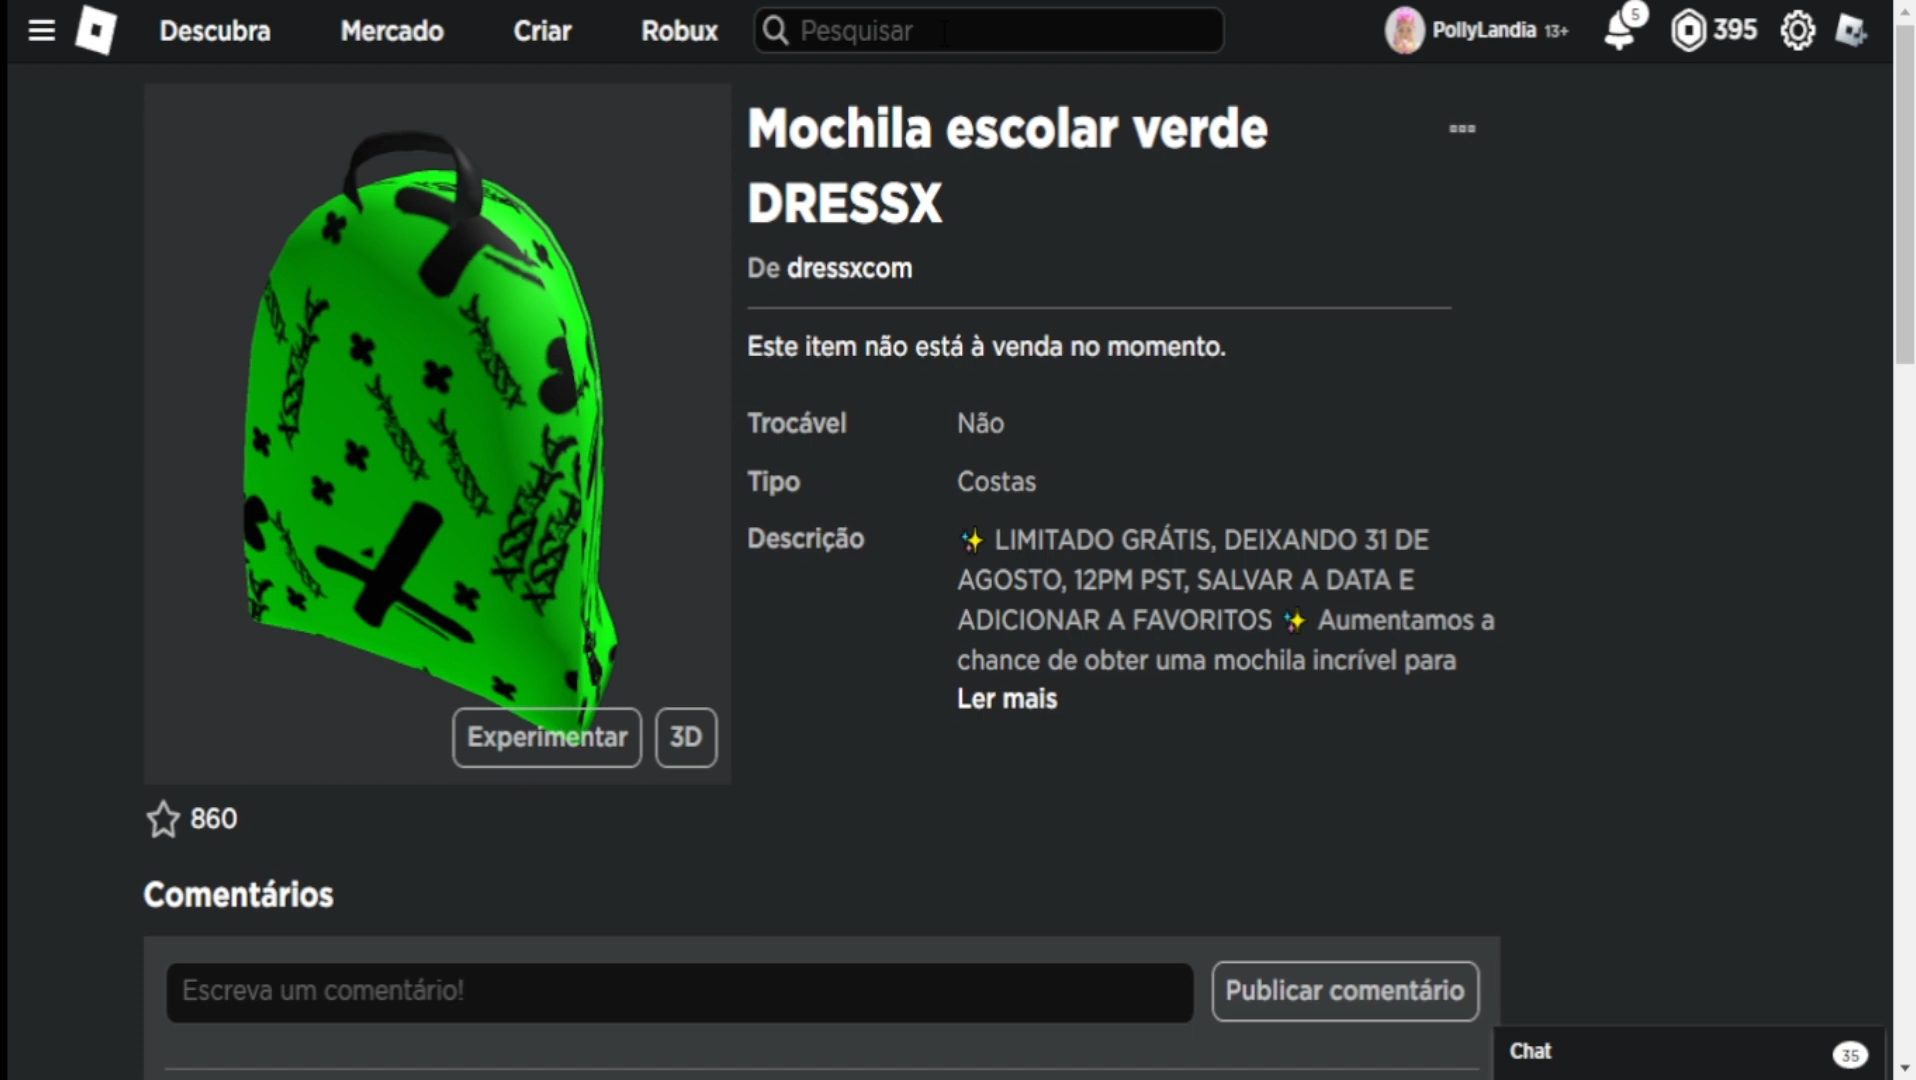 Descubra
Mercado
Criar
Robux
Pesquisar
PollyLandia 13+
5
395
Mochila escolar verde
DRESSX
De dressxcom
Este item não está à venda no momento.
Trocável Não
Tipo Costas
Descrição ✨ LIMITADO GRÁTIS, DEIXANDO 31 DE
AGOSTO, 12PM PST, SALVAR A DATA E
ADICIONAR A FAVORITOS ✨ Aumentamos a
chance de obter uma mochila incrível para
Ler mais
Experimentar
3D
860
Comentários
Escreva um comentário!
Publicar comentário
Chat
35